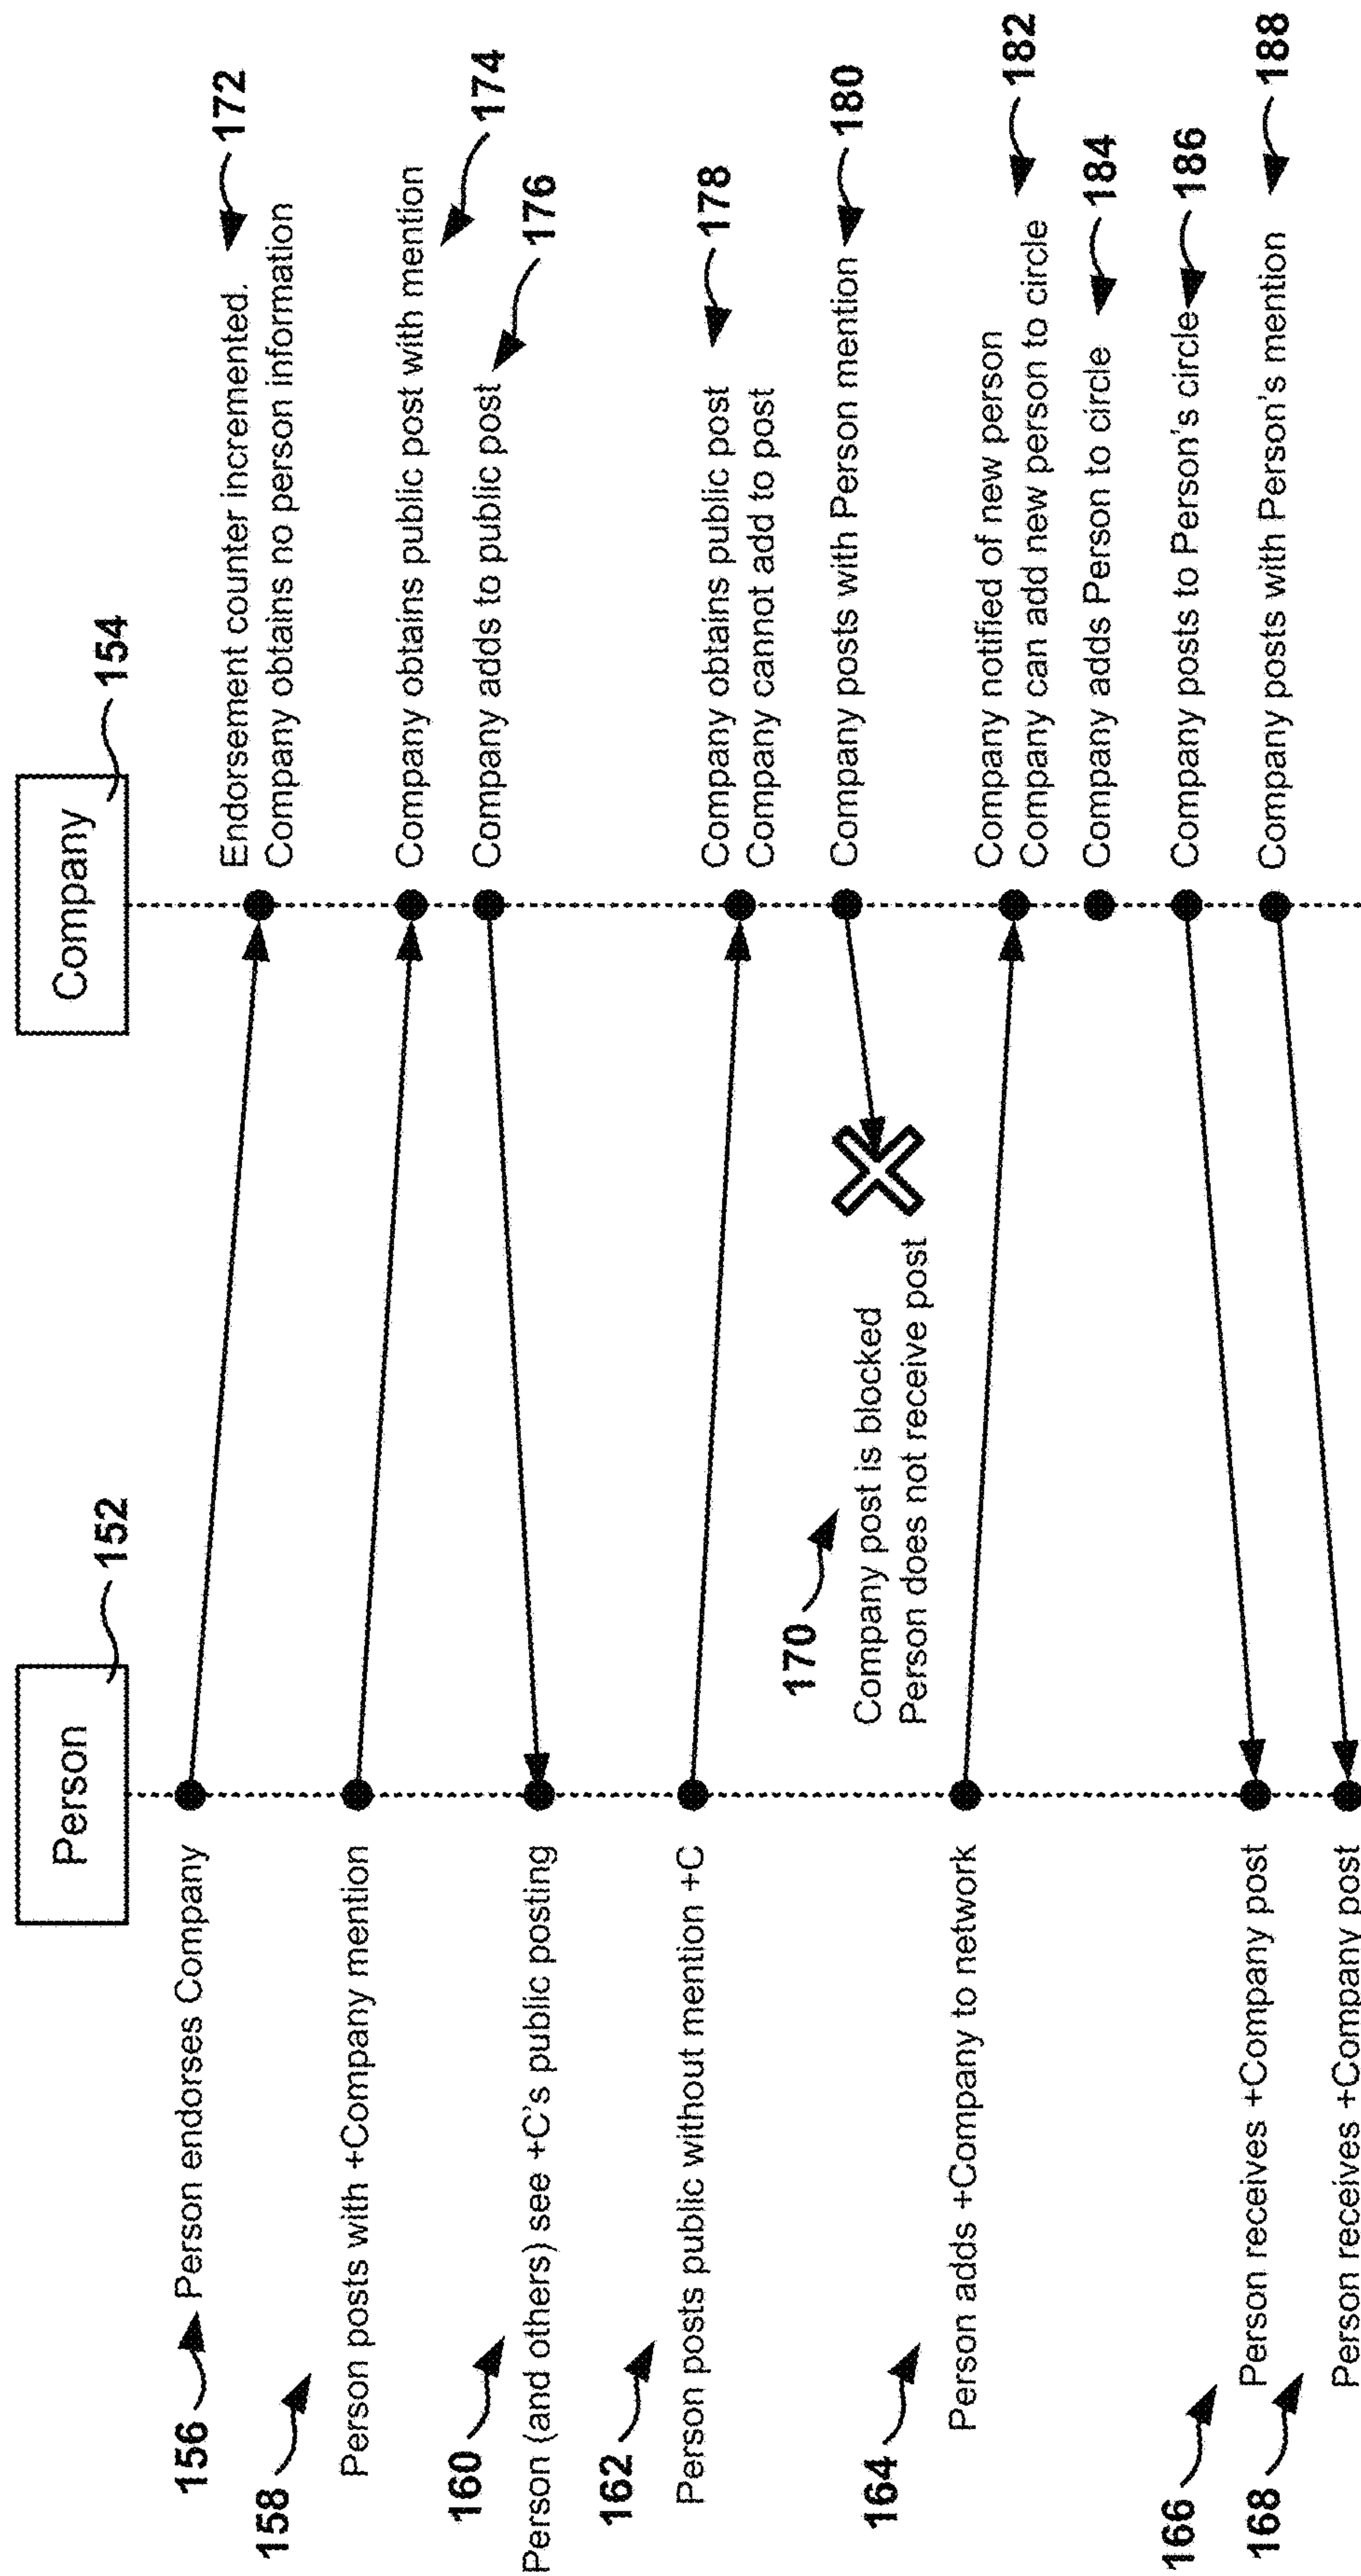 Person
152
Company
154
156
Person endorses Company
172
Endorsement counter incremented.
Company obtains no person information
158
Person posts with +Company mention
174
Company obtains public post with mention
176
Company adds to public post
160
Person (and others) see +C's public posting
162
Person posts public without mention +C
178
Company obtains public post
Company cannot add to post
180
Company posts with Person mention
170
Company post is blocked
Person does not receive post
164
Person adds +Company to network
182
Company notified of new person
Company can add new person to circle
184
Company adds Person to circle
186
Company posts to Person's circle
166
Person receives +Company post
188
Company posts with Person's mention
168
Person receives +Company post